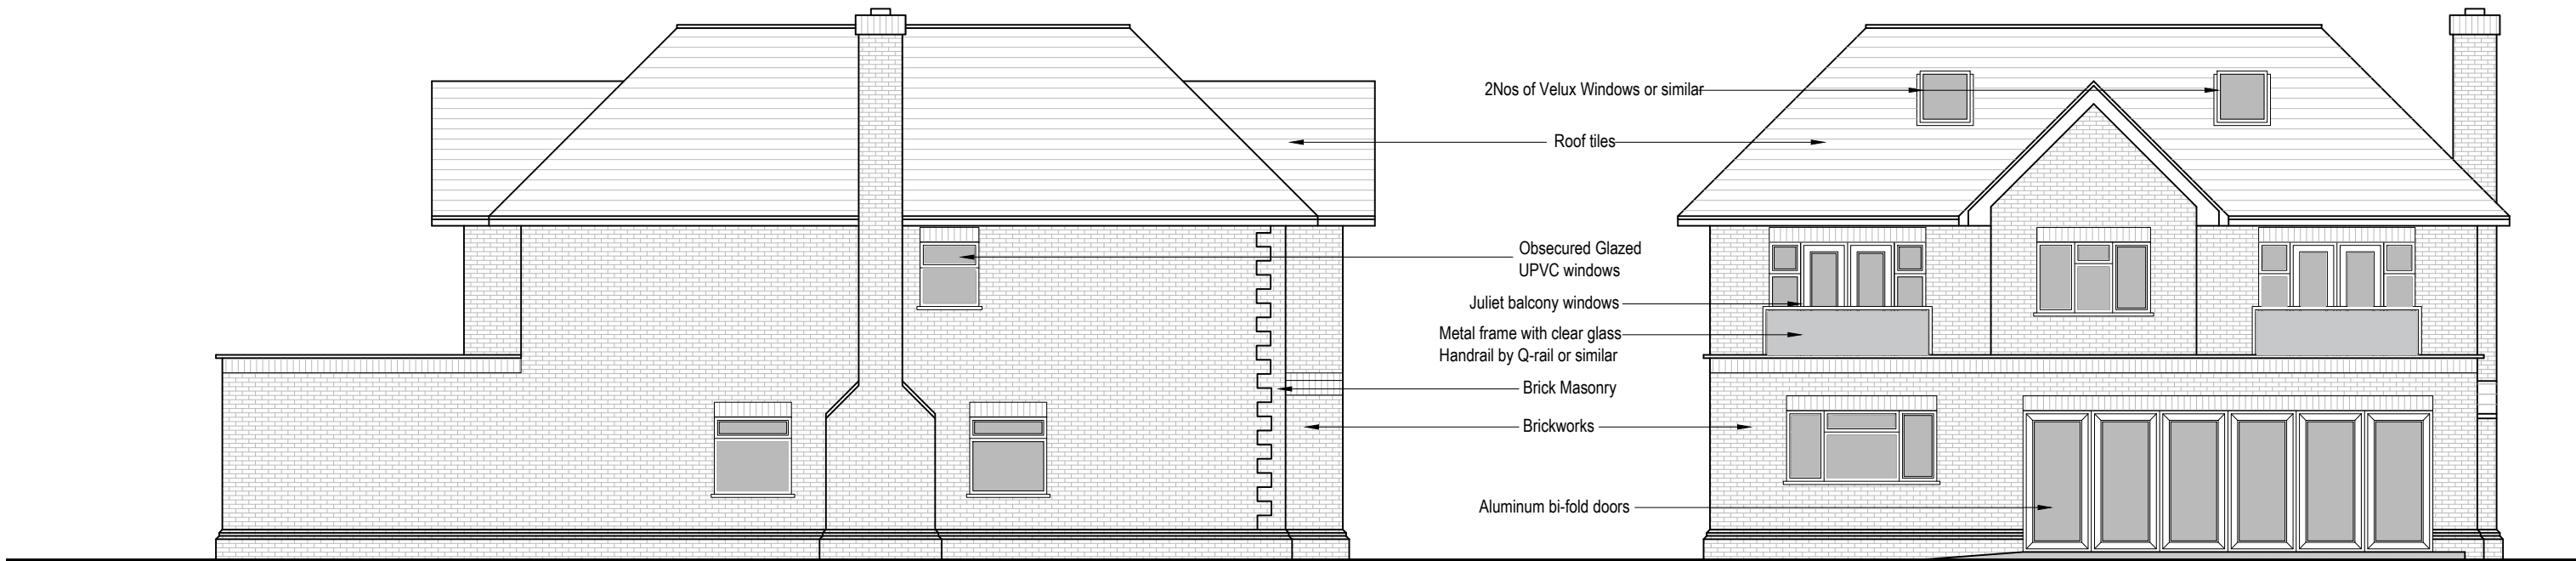 2Nos of Velux Windows or similar
Roof tiles
Obsecured Glazed
UPVC windows
Juliet balcony windows
Metal frame with clear glass
Handrail by Q-rail or similar
Brick Masonry
Brickworks
Aluminum bi-fold doors